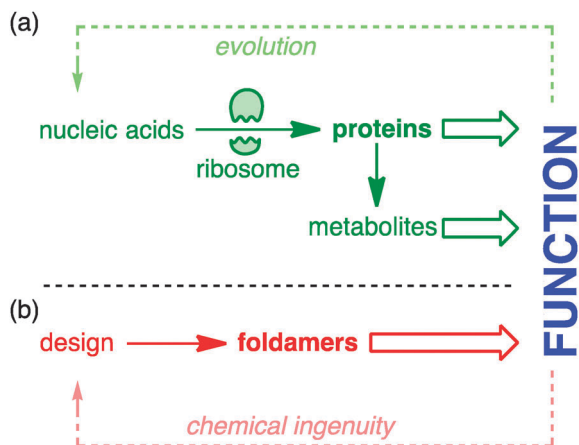 (a)
evolution
nucleic acids
proteins
ribosome
metabolites
FUNCTION
(b)
design
foldamers
chemical ingenuity